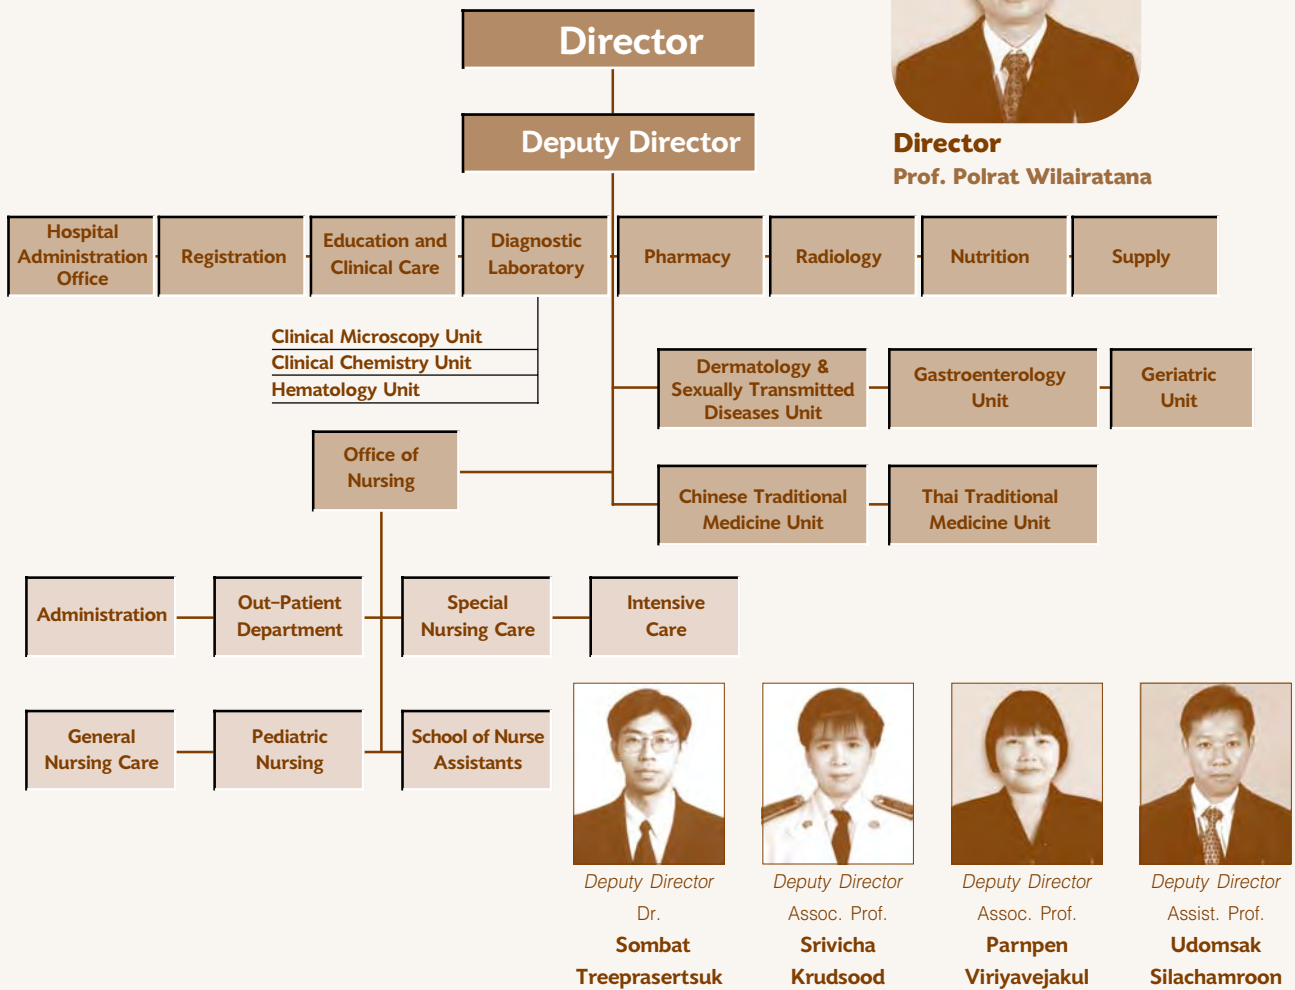 Director
Deputy Director
Director
Prof. Polrat Wilairatana
Hospital
Administration
Office
Registration
Education and
Clinical Care
Diagnostic
Laboratory
Pharmacy
Radiology
Nutrition
Supply
Clinical Microscopy Unit
Clinical Chemistry Unit
Hematology Unit
Dermatology &
Sexually Transmitted
Diseases Unit
Gastroenterology
Unit
Geriatric
Unit
Office of
Nursing
Chinese Traditional
Medicine Unit
Thai Traditional
Medicine Unit
Administration
Out-Patient
Department
Special
Nursing Care
Intensive
Care
General
Nursing Care
Pediatric
Nursing
School of Nurse
Assistants
Deputy Director
Dr.
Sombat
Treeprasertsuk
Deputy Director
Assoc. Prof.
Srivicha
Krudsood
Deputy Director
Assoc. Prof.
Parnpen
Viriyavejakul
Deputy Director
Assist. Prof.
Udomsak
Silachamroon